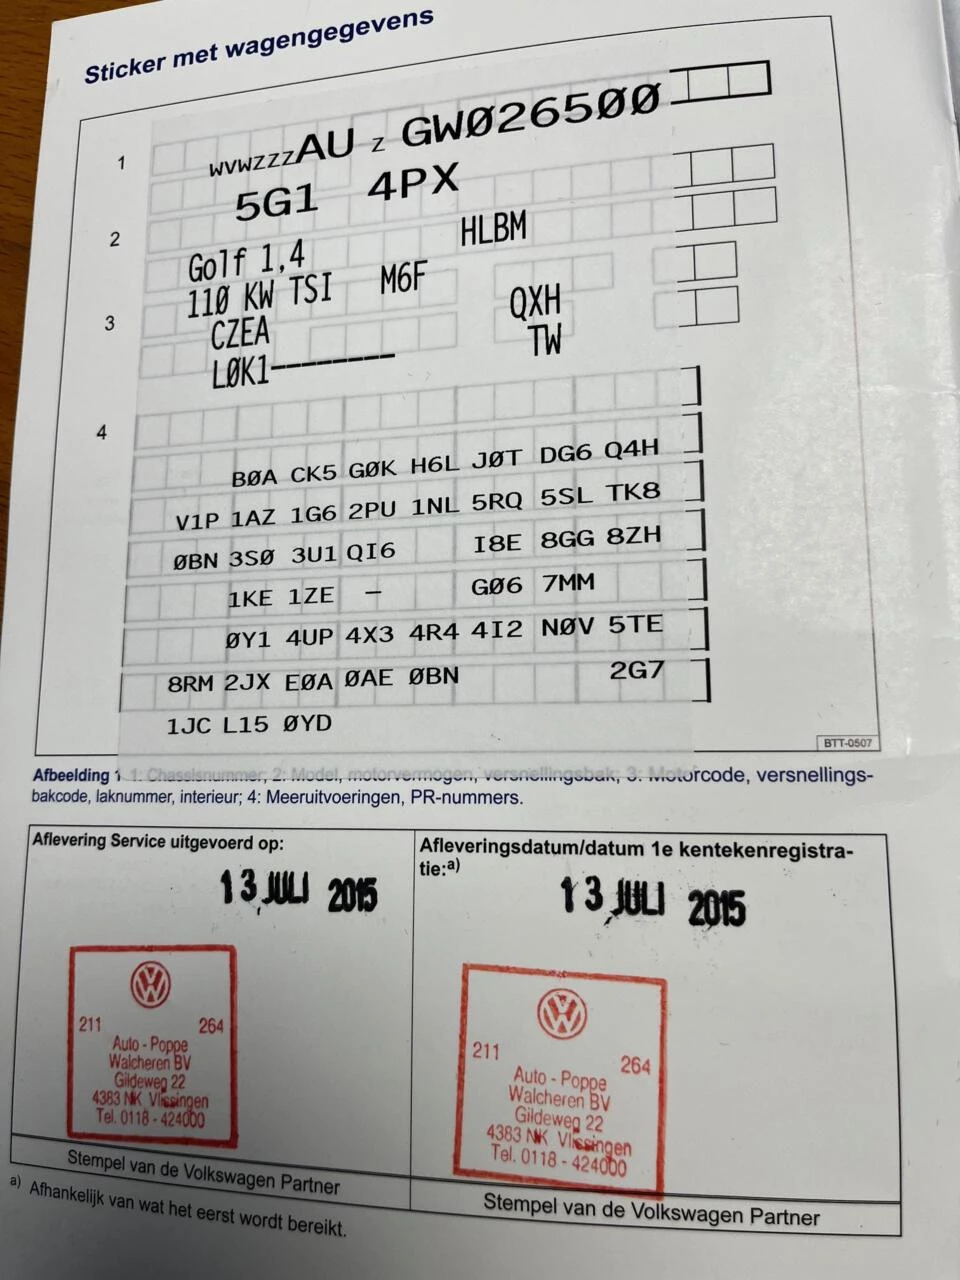 Sticker met wagengegevens
1
WVWZZZAU Z GWØ265ØØ
5G1 4PX
2
Golf 1,4 HLBM
11Ø KW TSI M6F
3
CZEA QXH
LØK1--------- TW
4
BØA CK5 GØK H6L JØT DG6 Q4H
V1P 1AZ 1G6 2PU 1NL 5RQ 5SL TK8
ØBN 3SØ 3U1 QI6 I8E 8GG 8ZH
1KE 1ZE – GØ6 7MM
ØY1 4UP 4X3 4R4 4I2 NØV 5TE
8RM 2JX EØA ØAE ØBN 2G7
1JC L15 ØYD
BTT-0507
Afbeelding 1 1: Chassisnummer; 2: Model, motorvermogen, versnellingsbak; 3: Motorcode, versnellings-
bakcode, laknummer, interieur; 4: Meeruitvoeringen, PR-nummers.
Aflevering Service uitgevoerd op:
13 JULI 2015
VW
211 264
Auto - Poppe
Walcheren BV
Gildeweg 22
4383 NK Vlissingen
Tel. 0118 - 424000
Stempel van de Volkswagen Partner
Afleveringsdatum/datum 1e kentekenregistra-
tie:a)
13 JULI 2015
VW
211 264
Auto - Poppe
Walcheren BV
Gildeweg 22
4383 NK Vlissingen
Tel. 0118 - 424000
Stempel van de Volkswagen Partner
a) Afhankelijk van wat het eerst wordt bereikt.